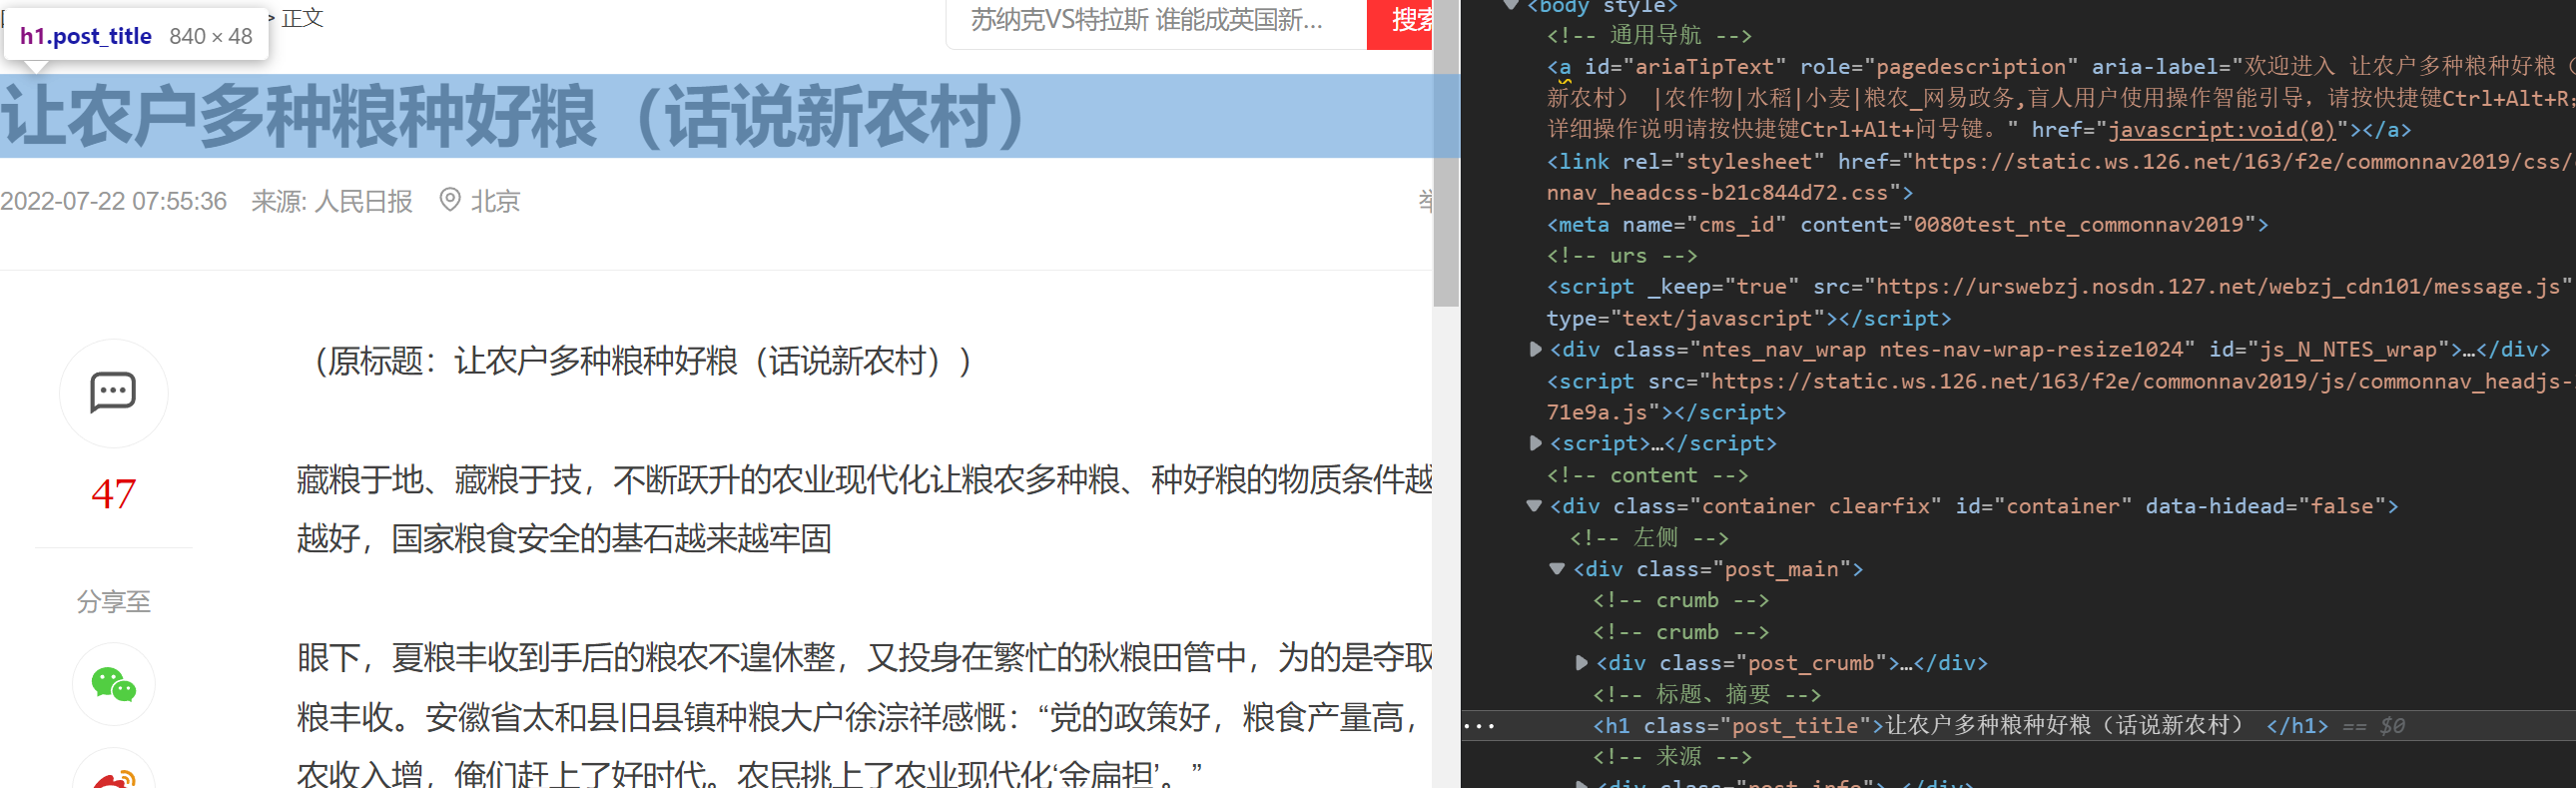 > 正文
苏纳克VS特拉斯 谁能成英国新...
搜索
h1.post_title 840 × 48
让农户多种粮种好粮（话说新农村）
2022-07-22 07:55:36 来源: 人民日报 北京
（原标题：让农户多种粮种好粮（话说新农村））
47
藏粮于地、藏粮于技，不断跃升的农业现代化让粮农多种粮、种好粮的物质条件越
越好，国家粮食安全的基石越来越牢固
分享至
眼下，夏粮丰收到手后的粮农不遑休整，又投身在繁忙的秋粮田管中，为的是夺取
粮丰收。安徽省太和县旧县镇种粮大户徐淙祥感慨：“党的政策好，粮食产量高，
农收入增，俺们赶上了好时代。农民挑上了农业现代化‘金扁担’。”
<body style>
<!-- 通用导航 -->
<a id="ariaTipText" role="pagedescription" aria-label="欢迎进入 让农户多种粮种好粮（
新农村） |农作物|水稻|小麦|粮农_网易政务,盲人用户使用操作智能引导，请按快捷键Ctrl+Alt+R;
详细操作说明请按快捷键Ctrl+Alt+问号键。" href="javascript:void(0)"></a>
<link rel="stylesheet" href="https://static.ws.126.net/163/f2e/commonnav2019/css/
nnav_headcss-b21c844d72.css">
<meta name="cms_id" content="0080test_nte_commonnav2019">
<!-- urs -->
<script _keep="true" src="https://urswebzj.nosdn.127.net/webzj_cdn101/message.js"
type="text/javascript"></script>
<div class="ntes_nav_wrap ntes-nav-wrap-resize1024" id="js_N_NTES_wrap">…</div>
<script src="https://static.ws.126.net/163/f2e/commonnav2019/js/commonnav_headjs-
71e9a.js"></script>
<script>…</script>
<!-- content -->
<div class="container clearfix" id="container" data-hidead="false">
<!-- 左侧 -->
<div class="post_main">
<!-- crumb -->
<!-- crumb -->
<div class="post_crumb">…</div>
<!-- 标题、摘要 -->
<h1 class="post_title">让农户多种粮种好粮（话说新农村） </h1> == $0
<!-- 来源 -->
<div class="post_info">…</div>